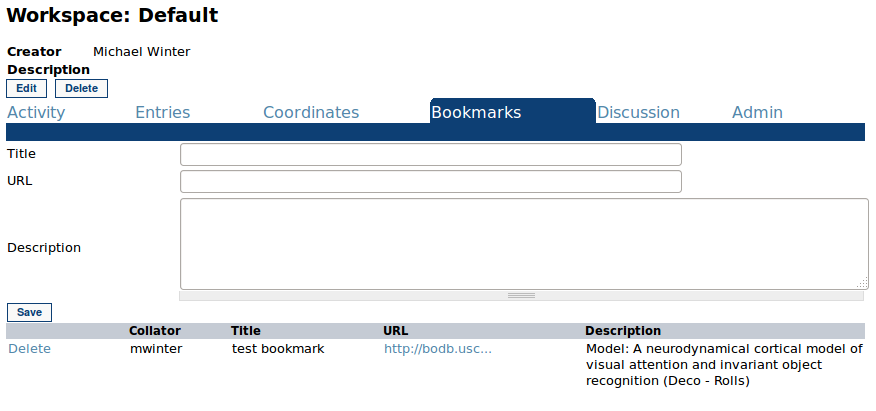 Workspace: Default
Creator Michael Winter
Description
Edit Delete
Activity Entries Coordinates Bookmarks Discussion Admin
Title
URL
Description
Save
Collator Title URL Description
Delete mwinter test bookmark http://bodb.usc... Model: A neurodynamical cortical model of
visual attention and invariant object
recognition (Deco - Rolls)